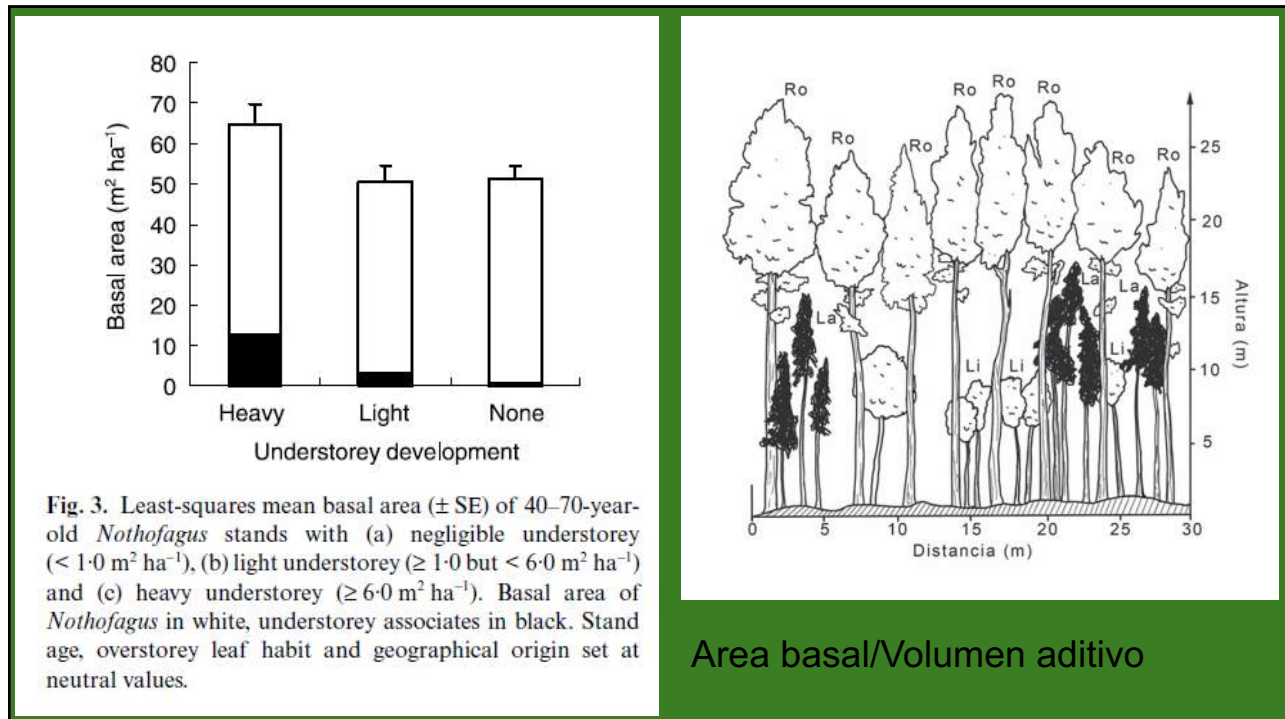 80
70
60
50
40
30
20
10
0
Basal area (m² ha⁻¹)
Heavy
Light
None
Understorey development
Fig. 3. Least-squares mean basal area (± SE) of 40–70-year-
old Nothofagus stands with (a) negligible understorey
(< 1·0 m² ha⁻¹), (b) light understorey (≥ 1·0 but < 6·0 m² ha⁻¹)
and (c) heavy understorey (≥ 6·0 m² ha⁻¹). Basal area of
Nothofagus in white, understorey associates in black. Stand
age, overstorey leaf habit and geographical origin set at
neutral values.
Ro
Ro
Ro
Ro
Ro
Ro
Ro
Ro
La
La
La
Li
Li
Li
25
20
15
10
5
Altura (m)
0
5
10
15
20
25
30
Distancia (m)
Area basal/Volumen aditivo